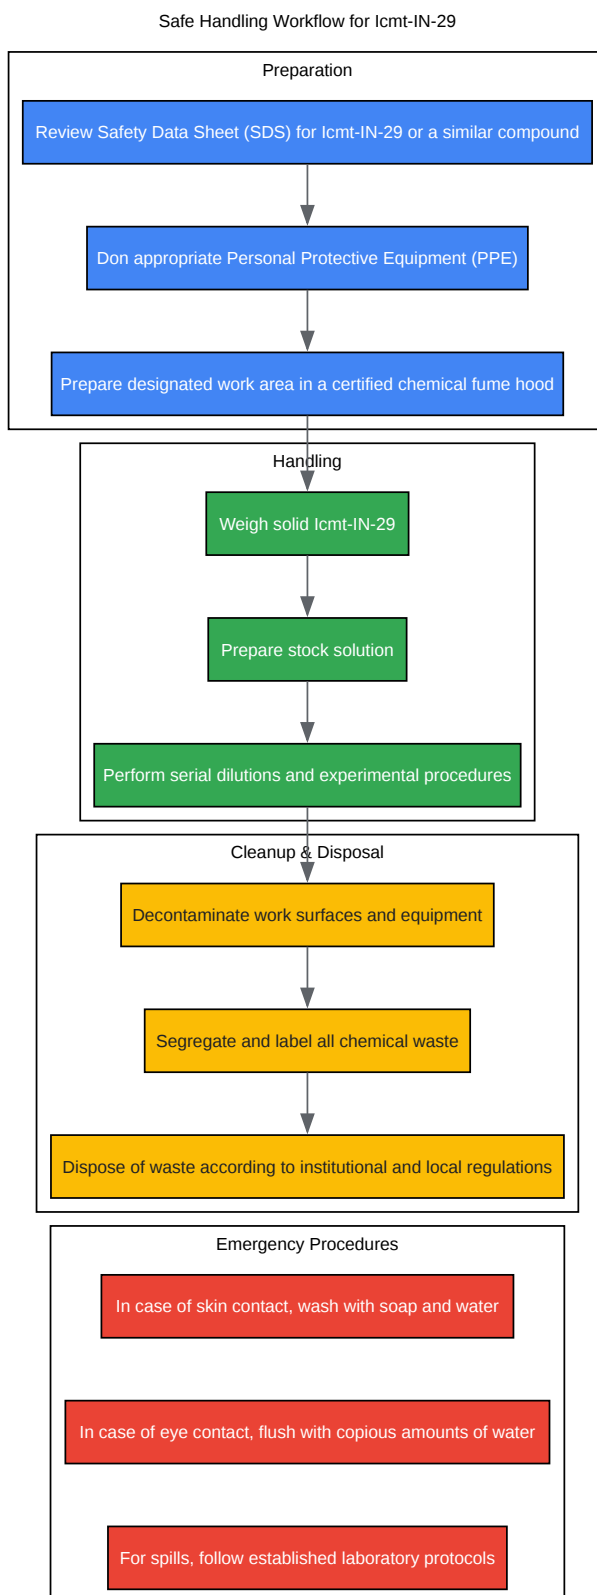 Safe Handling Workflow for Icmt-IN-29
Preparation
Review Safety Data Sheet (SDS) for Icmt-IN-29 or a similar compound
Don appropriate Personal Protective Equipment (PPE)
Prepare designated work area in a certified chemical fume hood
Handling
Weigh solid Icmt-IN-29
Prepare stock solution
Perform serial dilutions and experimental procedures
Cleanup & Disposal
Decontaminate work surfaces and equipment
Segregate and label all chemical waste
Dispose of waste according to institutional and local regulations
Emergency Procedures
In case of skin contact, wash with soap and water
In case of eye contact, flush with copious amounts of water
For spills, follow established laboratory protocols